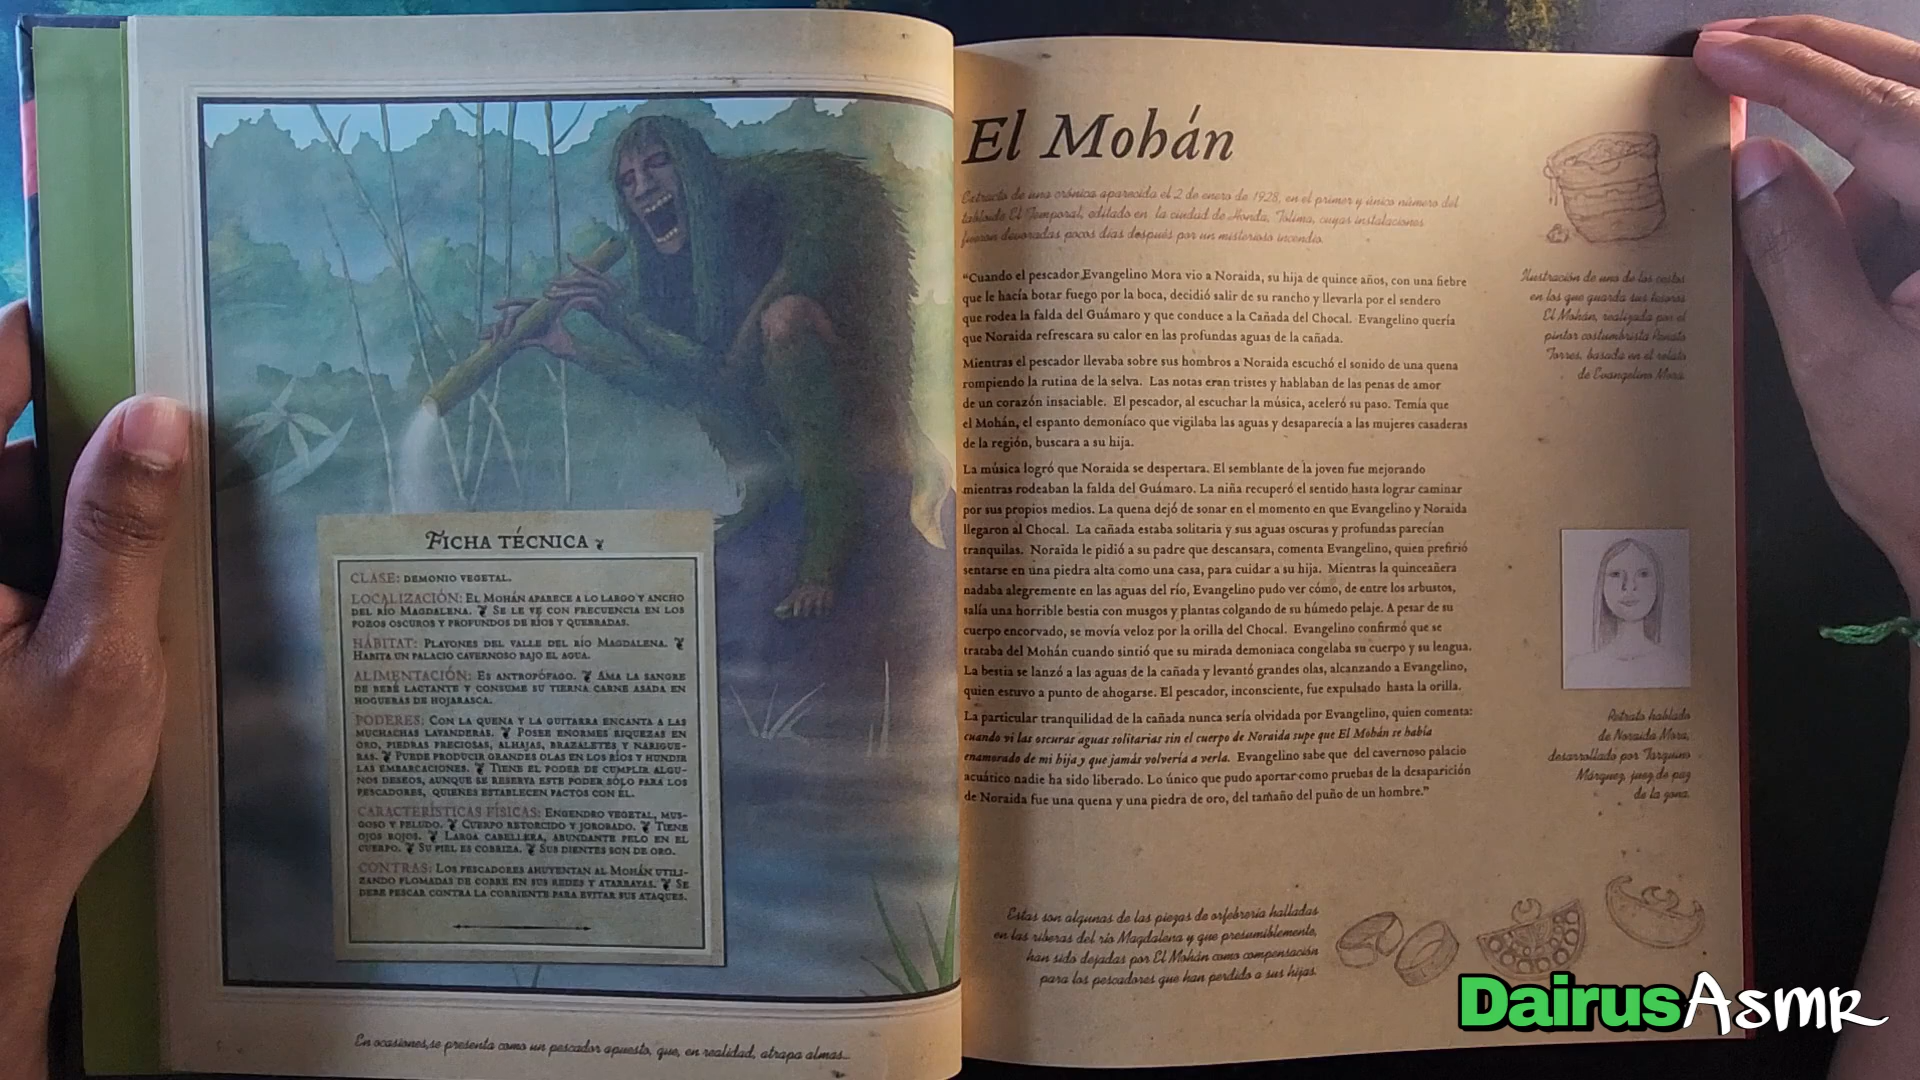 FICHA TÉCNICA
CLASE: DEMONIO VEGETAL.
LOCALIZACIÓN: EL MOHÁN APARECE A LO LARGO Y ANCHO
DEL RÍO MAGDALENA. SE LE VE CON FRECUENCIA EN LOS
POZOS OSCUROS Y PROFUNDOS DE RÍOS Y QUEBRADAS.
HÁBITAT: PLAYONES DEL VALLE DEL RÍO MAGDALENA.
HABITA UN PALACIO CAVERNOSO BAJO EL AGUA.
ALIMENTACIÓN: ES ANTROPÓFAGO. AMA LA SANGRE
DE BEBÉ LACTANTE Y CONSUME SU TIERNA CARNE ASADA EN
HOGUERAS DE HOJARASCA.
PODERES: CON LA QUENA Y LA GUITARRA ENCANTA A LAS
MUCHACHAS LAVANDERAS. POSEE ENORMES RIQUEZAS EN
ORO, PIEDRAS PRECIOSAS, ALHAJAS, BRAZALETES Y NARIGUE-
RAS. PUEDE PRODUCIR GRANDES OLAS EN LOS RÍOS Y HUNDIR
LAS EMBARCACIONES. TIENE EL PODER DE CUMPLIR ALGU-
NOS DESEOS, AUNQUE SE RESERVA ESTE PODER SÓLO PARA LOS
PESCADORES, QUIENES ESTABLECEN PACTOS CON ÉL.
CARACTERÍSTICAS FÍSICAS: ENGENDRO VEGETAL, MUS-
GOSO Y PELUDO. CUERPO RETORCIDO Y JOROBADO. TIENE
OJOS ROJOS. LARGA CABELLERA, ABUNDANTE PELO EN EL
CUERPO. SU PIEL ES COBRIZA. SUS DIENTES SON DE ORO.
CONTRAS: LOS PESCADORES AHUYENTAN AL MOHÁN UTILI-
ZANDO PLOMADAS DE COBRE EN SUS REDES Y ATARRAYAS. SE
DEBE PESCAR CONTRA LA CORRIENTE PARA EVITAR SUS ATAQUES.
En ocasiones, se presenta como un pescador apuesto, que, en realidad, atrapa almas...
El Mohán
Extracto de una crónica aparecida el 2 de enero de 1928, en el primer y único número del
tabloide El Temporal, editado en la ciudad de Honda, Tolima, cuyas instalaciones
fueron devoradas pocos días después por un misterioso incendio.
“Cuando el pescador Evangelino Mora vio a Noraida, su hija de quince años, con una fiebre
que le hacía botar fuego por la boca, decidió salir de su rancho y llevarla por el sendero
que rodea la falda del Guámaro y que conduce a la Cañada del Chocal. Evangelino quería
que Noraida refrescara su calor en las profundas aguas de la cañada.
Mientras el pescador llevaba sobre sus hombros a Noraida escuchó el sonido de una quena
rompiendo la rutina de la selva. Las notas eran tristes y hablaban de las penas de amor
de un corazón insaciable. El pescador, al escuchar la música, aceleró su paso. Temía que
el Mohán, el espanto demoníaco que vigilaba las aguas y desaparecía a las mujeres casaderas
de la región, buscara a su hija.
La música logró que Noraida se despertara. El semblante de la joven fue mejorando
mientras rodeaban la falda del Guámaro. La niña recuperó el sentido hasta lograr caminar
por sus propios medios. La quena dejó de sonar en el momento en que Evangelino y Noraida
llegaron al Chocal. La cañada estaba solitaria y sus aguas oscuras y profundas parecían
tranquilas. Noraida le pidió a su padre que descansara, comenta Evangelino, quien prefirió
sentarse en una piedra alta como una casa, para cuidar a su hija. Mientras la quinceañera
nadaba alegremente en las aguas del río, Evangelino pudo ver cómo, de entre los arbustos,
salía una horrible bestia con musgos y plantas colgando de su húmedo pelaje. A pesar de su
cuerpo encorvado, se movía veloz por la orilla del Chocal. Evangelino confirmó que se
trataba del Mohán cuando sintió que su mirada demoniaca congelaba su cuerpo y su lengua.
La bestia se lanzó a las aguas de la cañada y levantó grandes olas, alcanzando a Evangelino,
quien estuvo a punto de ahogarse. El pescador, inconsciente, fue expulsado hasta la orilla.
La particular tranquilidad de la cañada nunca sería olvidada por Evangelino, quien comenta:
cuando vi las oscuras aguas solitarias sin el cuerpo de Noraida supe que El Mohán se había
enamorado de mi hija y que jamás volvería a verla. Evangelino sabe que del cavernoso palacio
acuático nadie ha sido liberado. Lo único que pudo aportar como pruebas de la desaparición
de Noraida fue una quena y una piedra de oro, del tamaño del puño de un hombre.”
Ilustración de uno de los cestos
en los que guarda sus tesoros
El Mohán, realizada por el
pintor costumbrista Renato
Torres, basada en el relato
de Evangelino Mora.
Retrato hablado
de Noraida Mora,
desarrollado por Tarquino
Márquez, juez de paz
de la zona.
Estas son algunas de las piezas de orfebrería halladas
en las riberas del río Magdalena y que presumiblemente,
han sido dejadas por El Mohán como compensación
para los pescadores que han perdido a sus hijas.
DairusAsmr